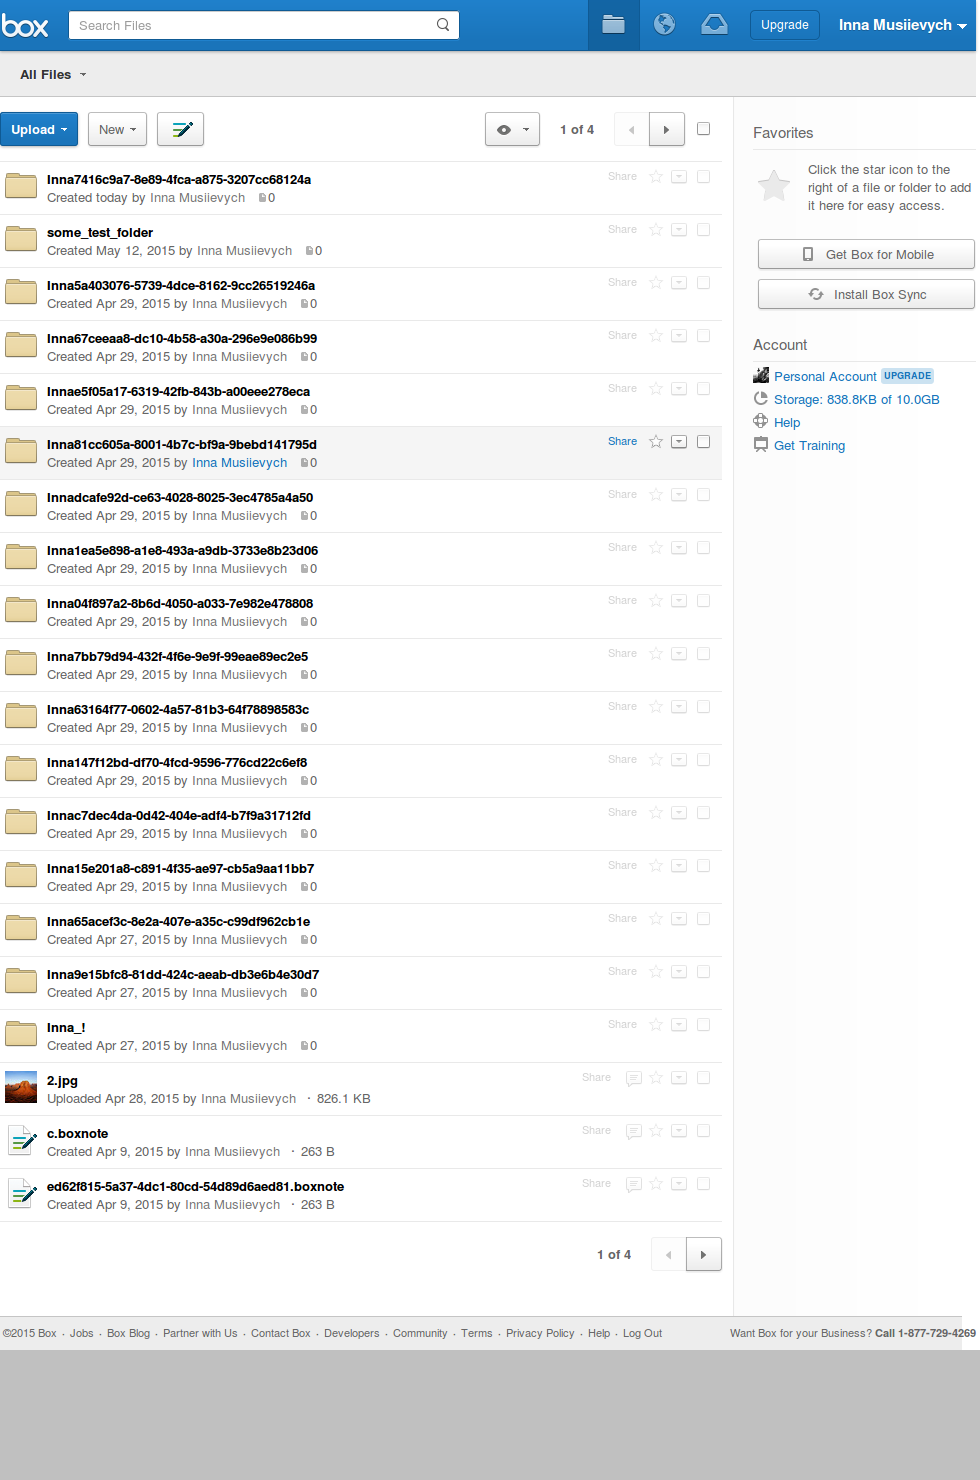 box Search Files Upgrade Inna Musiievych
All Files
Upload New 1 of 4
Inna7416c9a7-8e89-4fca-a875-3207cc68124a Share
Created today by Inna Musiievych 0
some_test_folder Share
Created May 12, 2015 by Inna Musiievych 0
Inna5a403076-5739-4dce-8162-9cc26519246a Share
Created Apr 29, 2015 by Inna Musiievych 0
Inna67ceeaa8-dc10-4b58-a30a-296e9e086b99 Share
Created Apr 29, 2015 by Inna Musiievych 0
Innae5f05a17-6319-42fb-843b-a00eee278eca Share
Created Apr 29, 2015 by Inna Musiievych 0
Inna81cc605a-8001-4b7c-bf9a-9bebd141795d Share
Created Apr 29, 2015 by Inna Musiievych 0
Innadcafe92d-ce63-4028-8025-3ec4785a4a50 Share
Created Apr 29, 2015 by Inna Musiievych 0
Inna1ea5e898-a1e8-493a-a9db-3733e8b23d06 Share
Created Apr 29, 2015 by Inna Musiievych 0
Inna04f897a2-8b6d-4050-a033-7e982e478808 Share
Created Apr 29, 2015 by Inna Musiievych 0
Inna7bb79d94-432f-4f6e-9e9f-99eae89ec2e5 Share
Created Apr 29, 2015 by Inna Musiievych 0
Inna63164f77-0602-4a57-81b3-64f78898583c Share
Created Apr 29, 2015 by Inna Musiievych 0
Inna147f12bd-df70-4fcd-9596-776cd22c6ef8 Share
Created Apr 29, 2015 by Inna Musiievych 0
Innac7dec4da-0d42-404e-adf4-b7f9a31712fd Share
Created Apr 29, 2015 by Inna Musiievych 0
Inna15e201a8-c891-4f35-ae97-cb5a9aa11bb7 Share
Created Apr 29, 2015 by Inna Musiievych 0
Inna65acef3c-8e2a-407e-a35c-c99df962cb1e Share
Created Apr 27, 2015 by Inna Musiievych 0
Inna9e15bfc8-81dd-424c-aeab-db3e6b4e30d7 Share
Created Apr 27, 2015 by Inna Musiievych 0
Inna_! Share
Created Apr 27, 2015 by Inna Musiievych 0
2.jpg Share
Uploaded Apr 28, 2015 by Inna Musiievych · 826.1 KB
c.boxnote Share
Created Apr 9, 2015 by Inna Musiievych · 263 B
ed62f815-5a37-4dc1-80cd-54d89d6aed81.boxnote Share
Created Apr 9, 2015 by Inna Musiievych · 263 B
1 of 4
Favorites
Click the star icon to the
right of a file or folder to add
it here for easy access.
Get Box for Mobile
Install Box Sync
Account
Personal Account UPGRADE
Storage: 838.8KB of 10.0GB
Help
Get Training
©2015 Box · Jobs · Box Blog · Partner with Us · Contact Box · Developers · Community · Terms · Privacy Policy · Help · Log Out Want Box for your Business? Call 1-877-729-4269